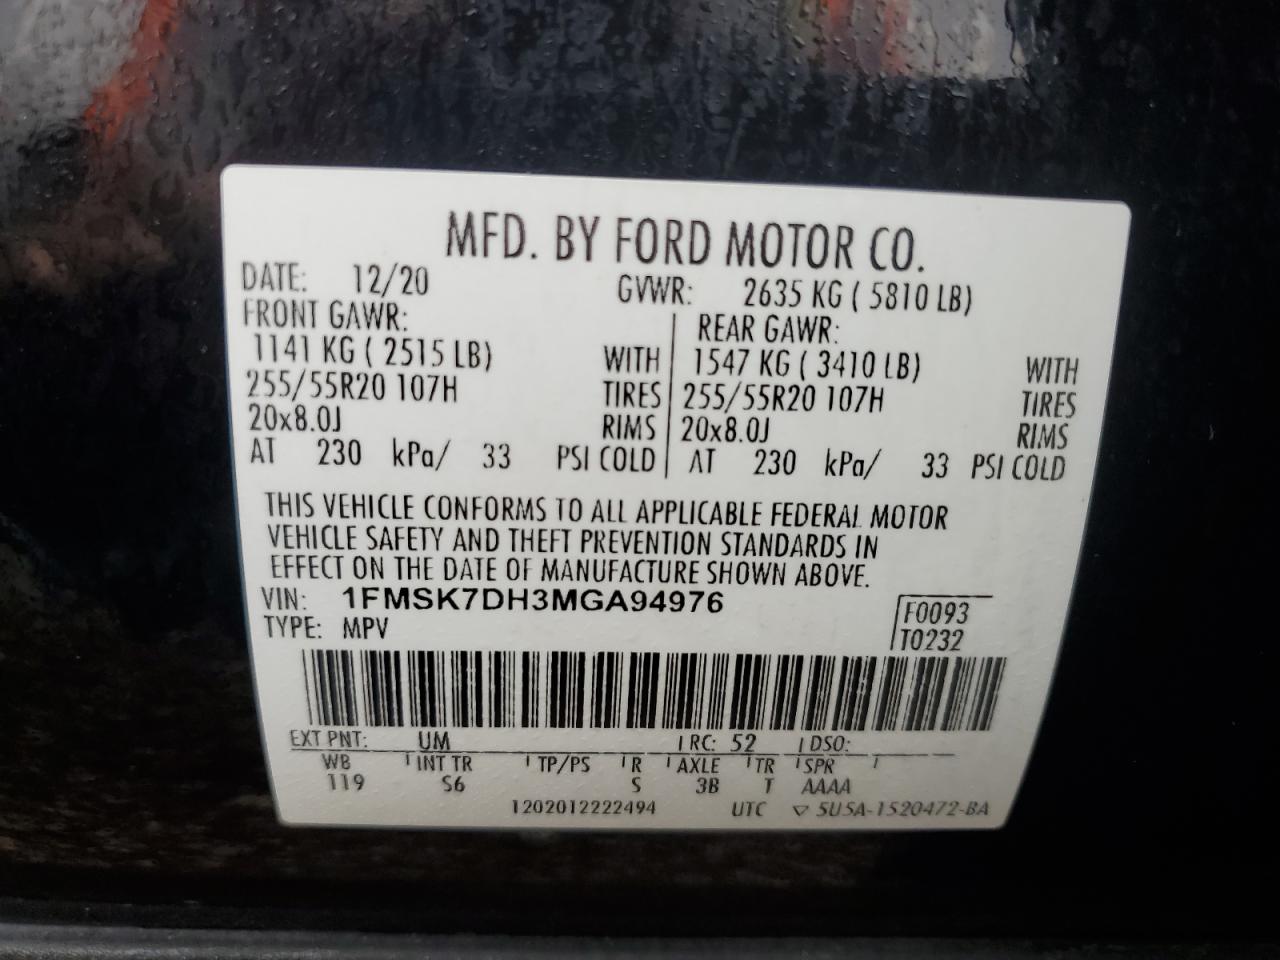 MFD. BY FORD MOTOR CO.
DATE: 12/20 GVWR: 2635 KG ( 5810 LB)
FRONT GAWR: REAR GAWR:
1141 KG ( 2515 LB) WITH 1547 KG ( 3410 LB) WITH
255/55R20 107H TIRES 255/55R20 107H TIRES
20x8.0J RIMS 20x8.0J RIMS
AT 230 kPa/ 33 PSI COLD AT 230 kPa/ 33 PSI COLD
THIS VEHICLE CONFORMS TO ALL APPLICABLE FEDERAL MOTOR
VEHICLE SAFETY AND THEFT PREVENTION STANDARDS IN
EFFECT ON THE DATE OF MANUFACTURE SHOWN ABOVE.
VIN: 1FMSK7DH3MGA94976 F0093
TYPE: MPV T0232
EXT PNT: UM RC: 52 DSO:
WB INT TR TP/PS R AXLE TR SPR
119 S6 S 3B T AAAA
1202012222494 UTC ▽ 5U5A-1520472-BA